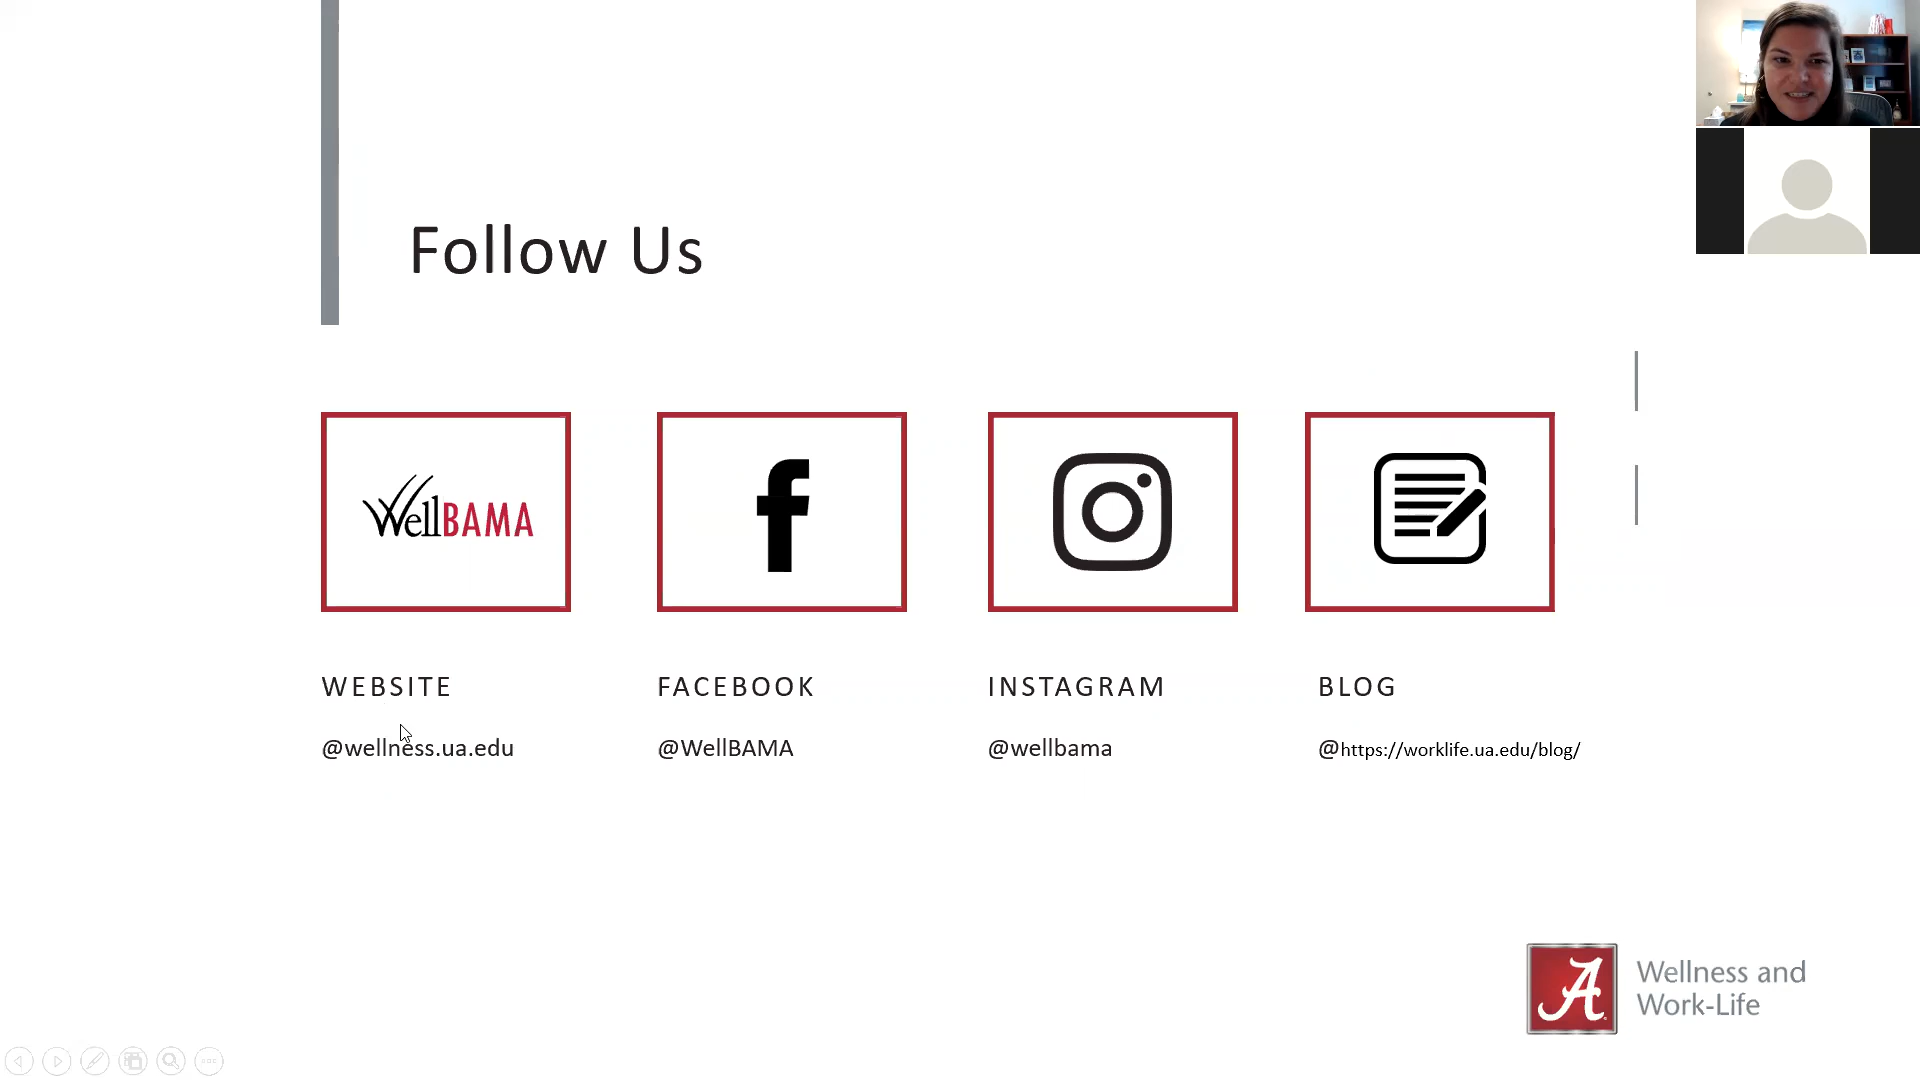 Follow Us
WellBAMA
WEBSITE
FACEBOOK
INSTAGRAM
BLOG
@wellness.ua.edu
@WellBAMA
@wellbama
@https://worklife.ua.edu/blog/
A
Wellness and
Work-Life